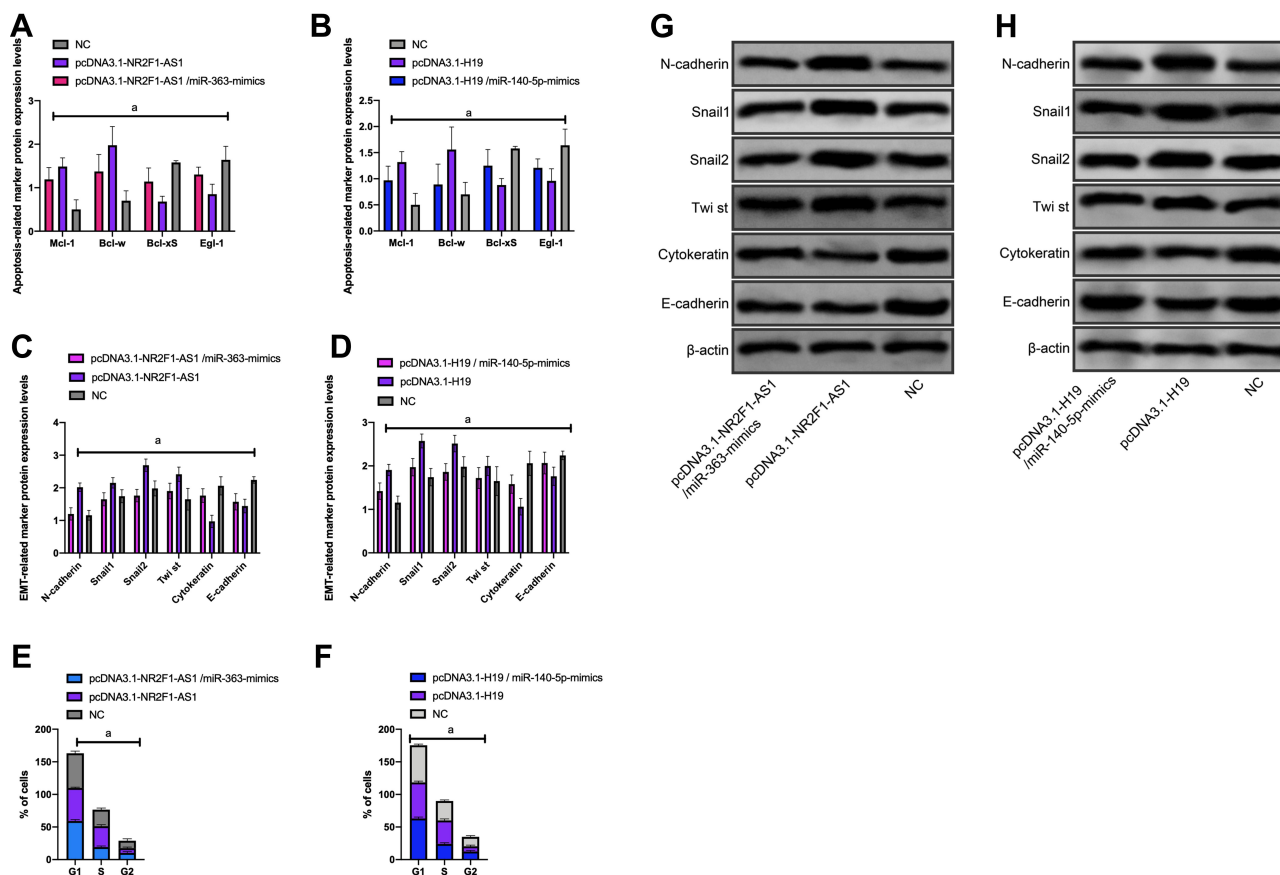 A
NC
pcDNA3.1-NR2F1-AS1
pcDNA3.1-NR2F1-AS1 /miR-363-mimics
Apoptosis-related marker protein expression levels
a
3
2
1
0
Mcl-1 Bcl-w Bcl-xS Egl-1
B
NC
pcDNA3.1-H19
pcDNA3.1-H19 /miR-140-5p-mimics
Apoptosis-related marker protein expression levels
a
2.5
2.0
1.5
1.0
0.5
0.0
Mcl-1 Bcl-w Bcl-xS Egl-1
C
pcDNA3.1-NR2F1-AS1 /miR-363-mimics
pcDNA3.1-NR2F1-AS1
NC
EMT-related marker protein expression levels
a
4
3
2
1
0
N-cadherin Snail1 Snail2 Twi st Cytokeratin E-cadherin
D
pcDNA3.1-H19 / miR-140-5p-mimics
pcDNA3.1-H19
NC
EMT-related marker protein expression levels
a
3
2
1
0
N-cadherin Snail1 Snail2 Twi st Cytokeratin E-cadherin
E
pcDNA3.1-NR2F1-AS1 /miR-363-mimics
pcDNA3.1-NR2F1-AS1
NC
% of cells
a
200
150
100
50
0
G1 S G2
F
pcDNA3.1-H19 / miR-140-5p-mimics
pcDNA3.1-H19
NC
% of cells
a
200
150
100
50
0
G1 S G2
G
N-cadherin
Snail1
Snail2
Twi st
Cytokeratin
E-cadherin
β-actin
pcDNA3.1-NR2F1-AS1
/miR-363-mimics
pcDNA3.1-NR2F1-AS1
NC
H
N-cadherin
Snail1
Snail2
Twi st
Cytokeratin
E-cadherin
β-actin
pcDNA3.1-H19
/miR-140-5p-mimics
pcDNA3.1-H19
NC